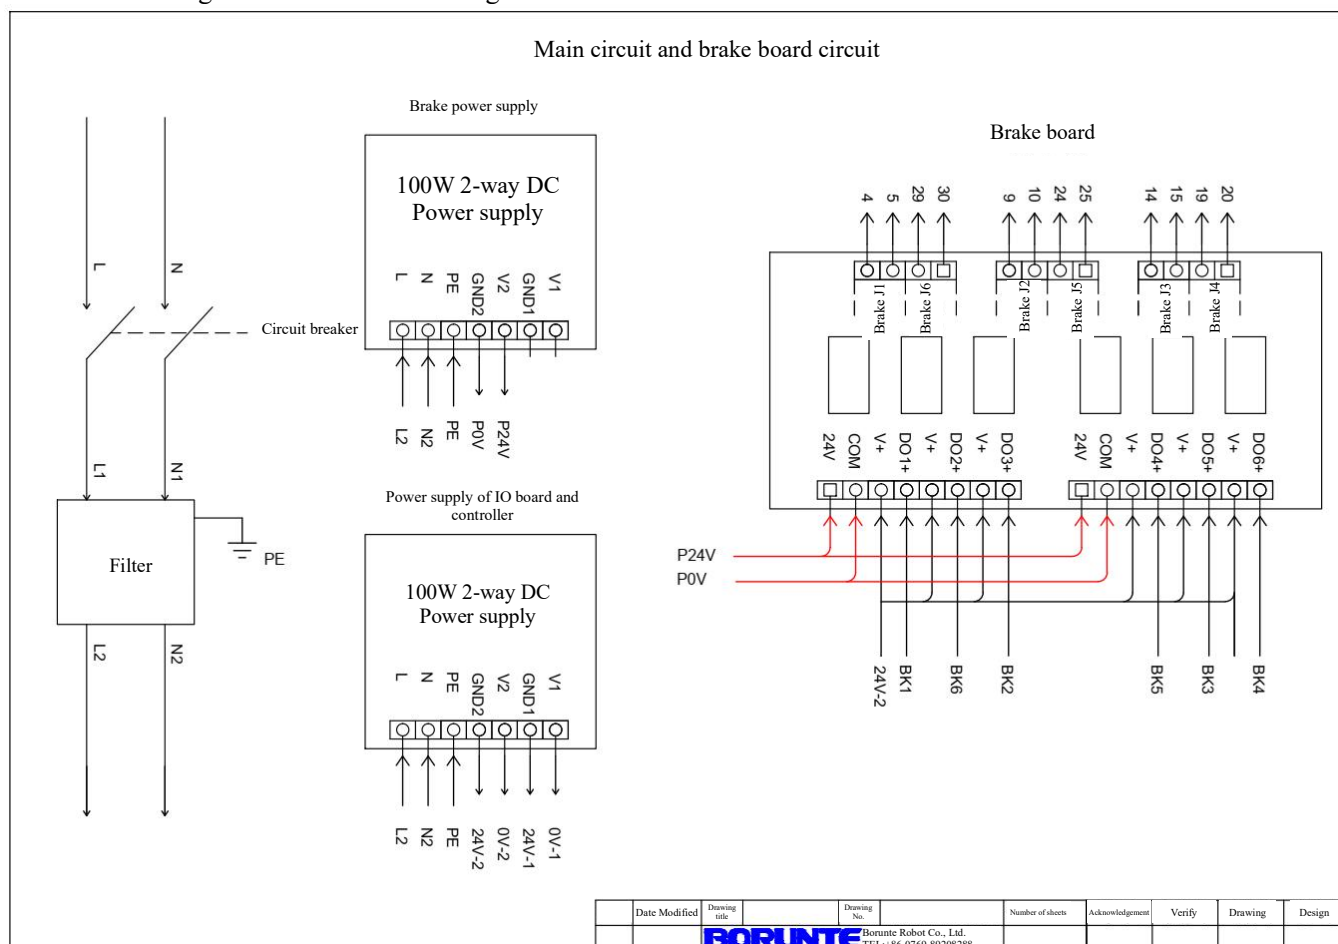 Main circuit and brake board circuit
Brake power supply
100W 2-way DC
Power supply
L N PE GND2 V2 GND1 V1
L2 N2 PE P0V P24V
L N
Circuit breaker
L1 N1
Filter
PE
L2 N2
Power supply of IO board and
controller
100W 2-way DC
Power supply
L N PE GND2 V2 GND1 V1
L2 N2 PE 24V-2 0V-2 24V-1 0V-1
Brake board
4 5 29 30 9 10 24 25 14 15 19 20
Brake J1 Brake J6 Brake J2 Brake J5 Brake J3 Brake J4
24V COM V+ DO1+ V+ DO2+ V+ DO3+ 24V COM V+ DO4+ V+ DO5+ V+ DO6+
P24V
P0V
24V-2 BK1 BK6 BK2 BK5 BK3 BK4
Date Modified Drawing title Drawing No. Number of sheets Acknowledgement Verify Drawing Design
BORUNTE Borunte Robot Co., Ltd.